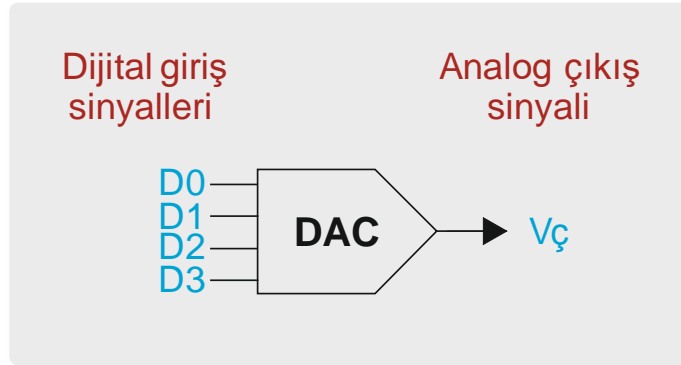 Dijital giriş
sinyalleri
Analog çıkış
sinyali
D0
D1
D2
D3
DAC
Vç